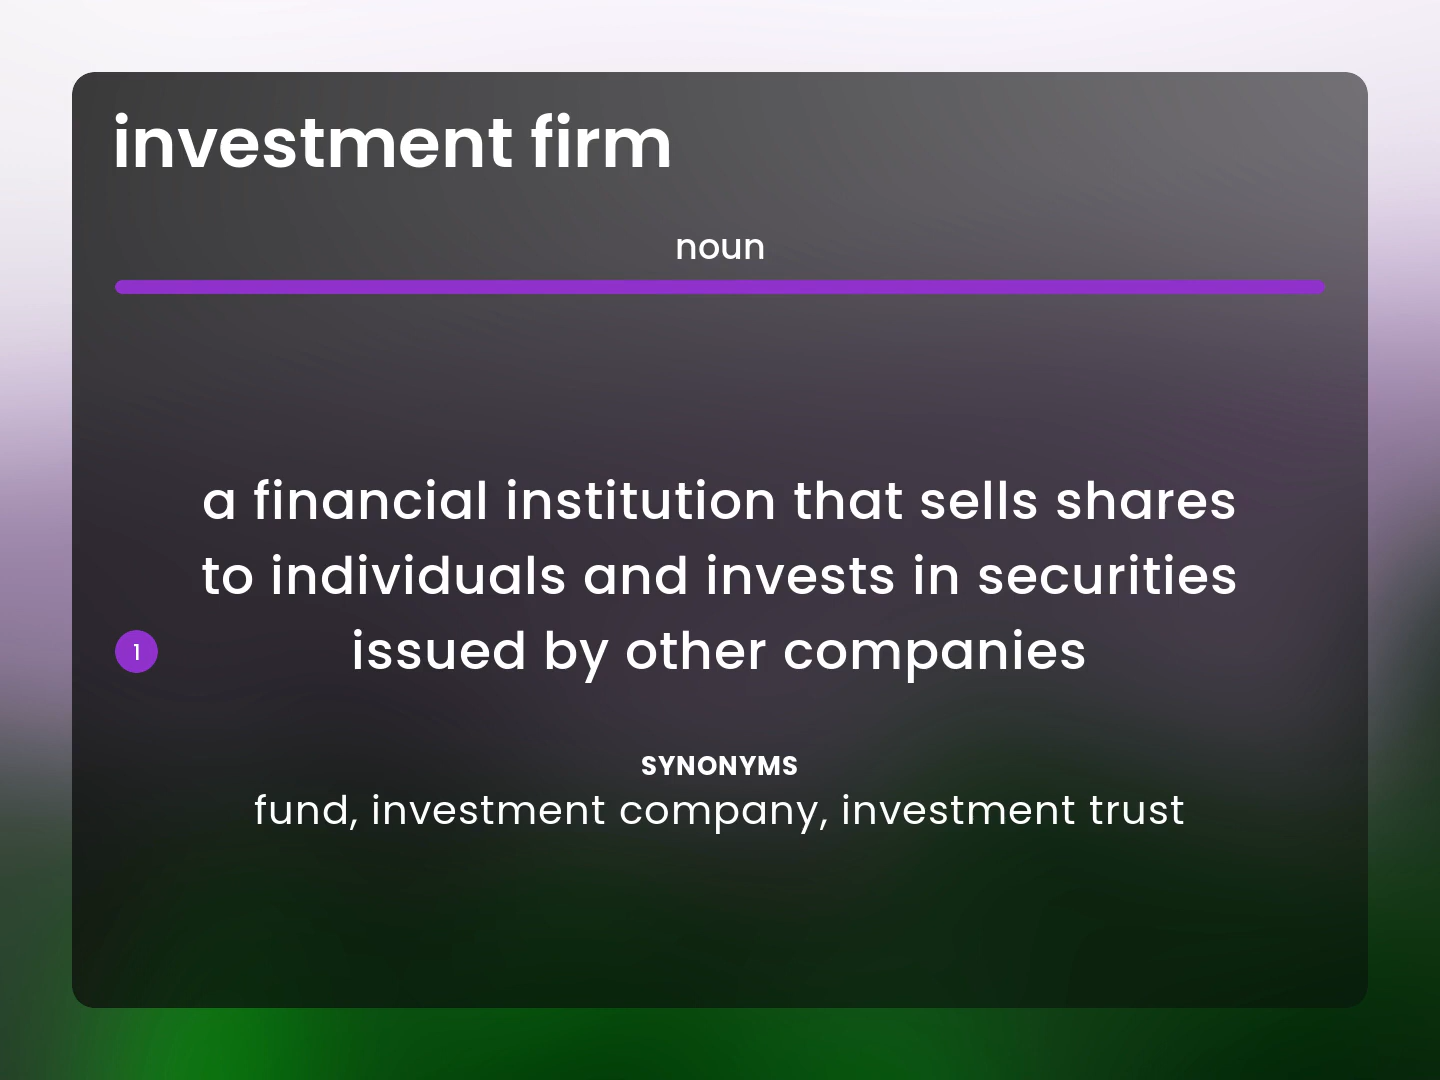 investment firm
noun
a financial institution that sells shares
to individuals and invests in securities
1 issued by other companies
SYNONYMS
fund, investment company, investment trust